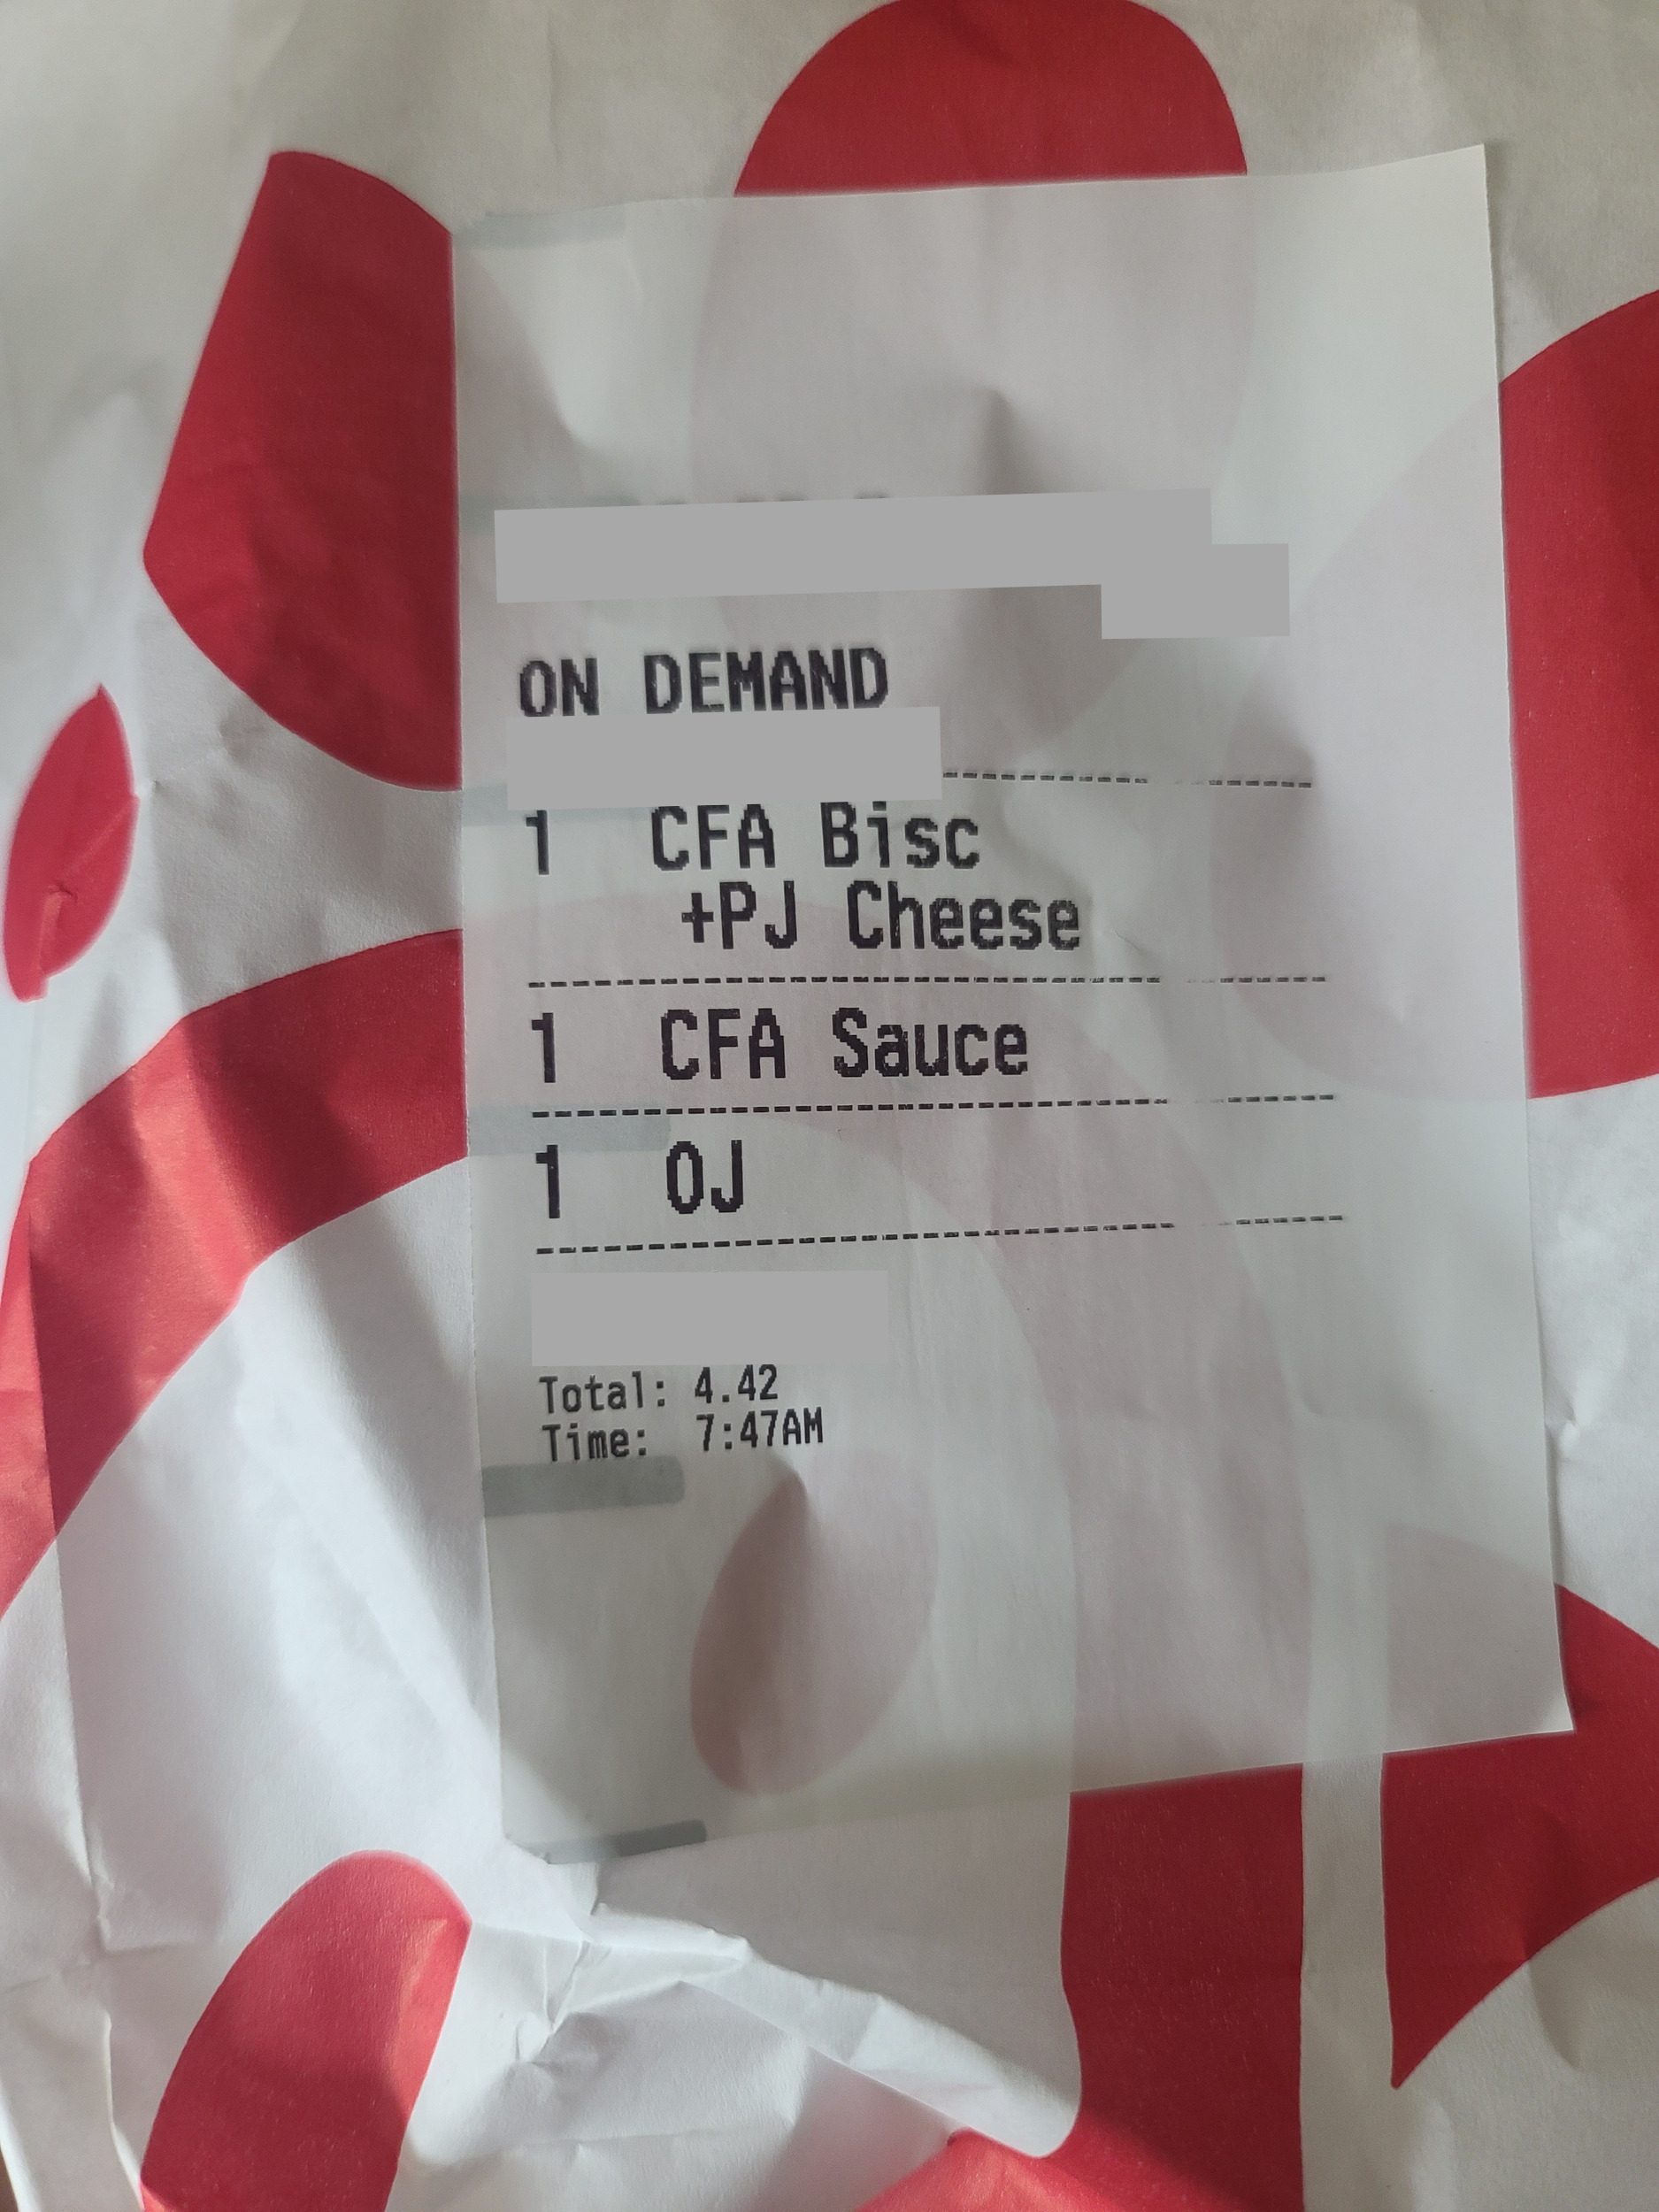 ON DEMAND
1 CFA Bisc
+PJ Cheese
1 CFA Sauce
1 OJ
Total: 4.42
Time: 7:47AM